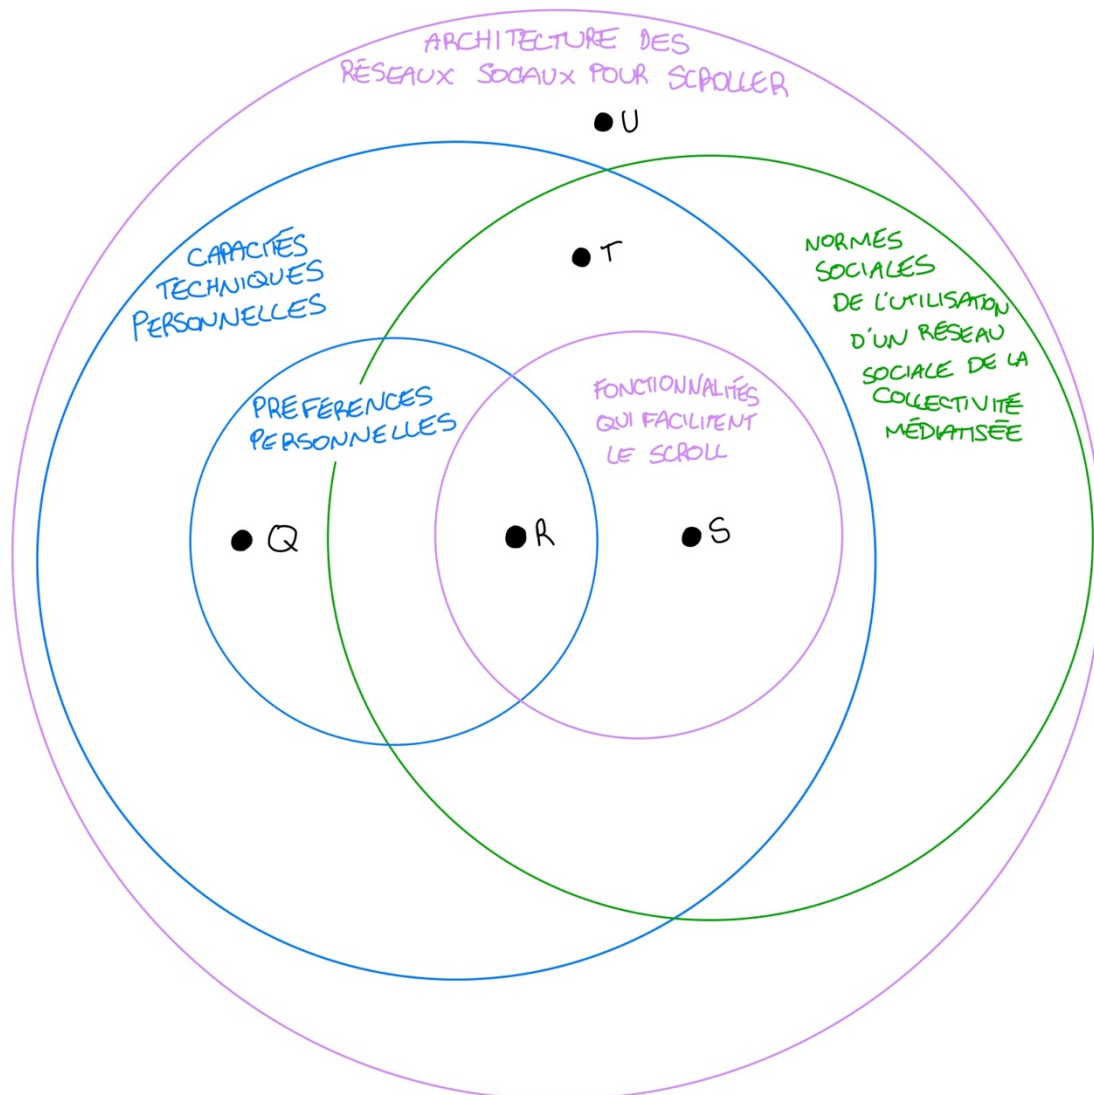 ARCHITECTURE DES
RÉSEAUX SOCIAUX POUR SCROLLER
U
T
CAPACITÉS
TECHNIQUES
PERSONNELLES
NORMES
SOCIALES
DE L'UTILISATION
D'UN RÉSEAU
SOCIALE DE LA
COLLECTIVITÉ
MÉDIATISÉE
PRÉFÉRENCES
PERSONNELLES
FONCTIONNALITÉS
QUI FACILITENT
LE SCROLL
Q
R
S